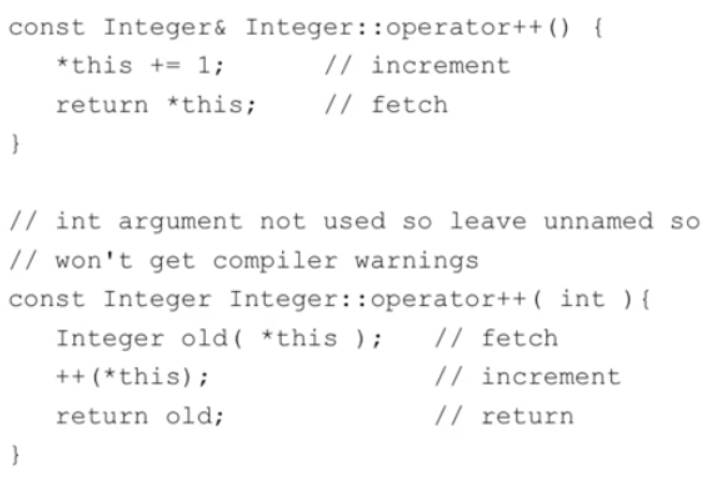 const Integer& Integer::operator++() {
   *this += 1;      // increment
   return *this;    // fetch
}

// int argument not used so leave unnamed so
// won't get compiler warnings
const Integer Integer::operator++( int ){
   Integer old( *this );   // fetch
   ++(*this);              // increment
   return old;             // return
}